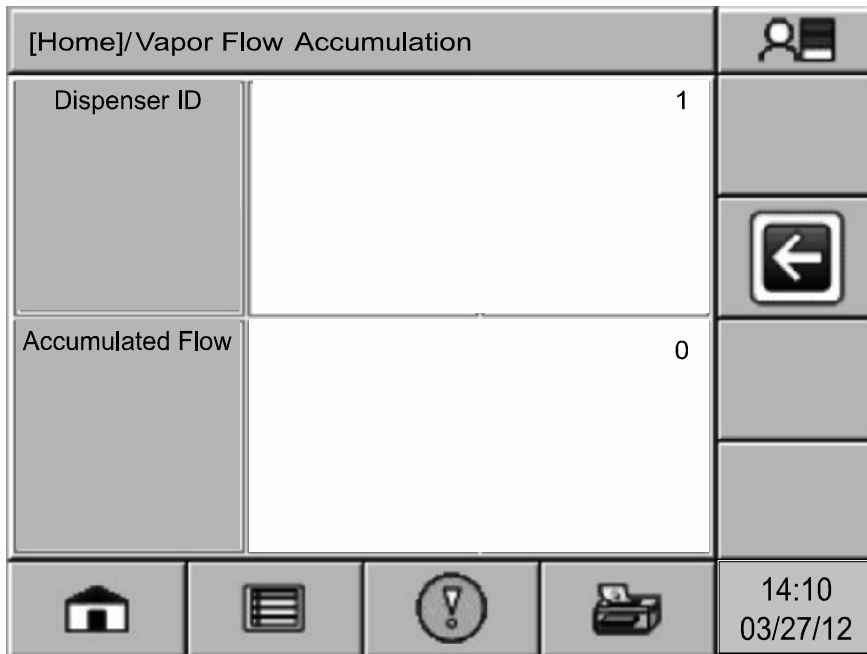 [Home]/Vapor Flow Accumulation
Dispenser ID
1
Accumulated Flow
0
14:10
03/27/12